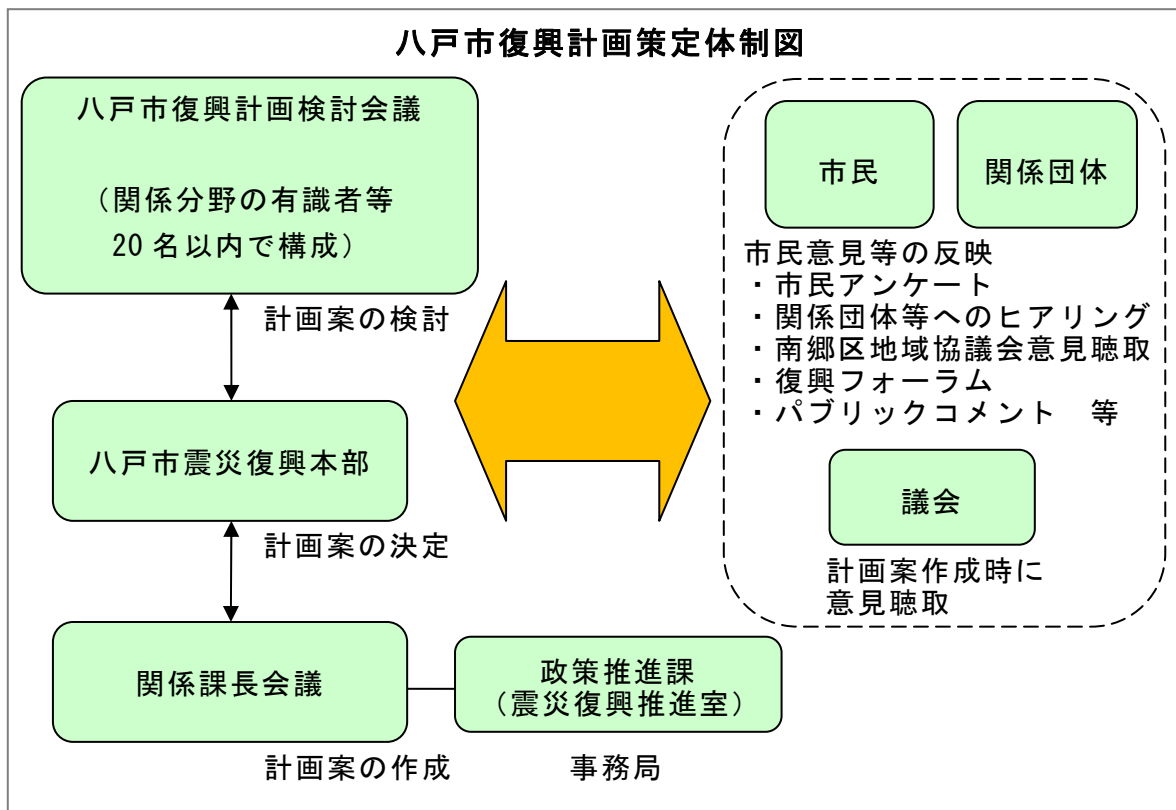 八戸市復興計画策定体制図
八戸市復興計画検討会議
（関係分野の有識者等
20名以内で構成）
計画案の検討
八戸市震災復興本部
計画案の決定
関係課長会議
計画案の作成
政策推進課
（震災復興推進室）
事務局
市民
関係団体
市民意見等の反映
・市民アンケート
・関係団体等へのヒアリング
・南郷区地域協議会意見聴取
・復興フォーラム
・パブリックコメント　等
議会
計画案作成時に
意見聴取